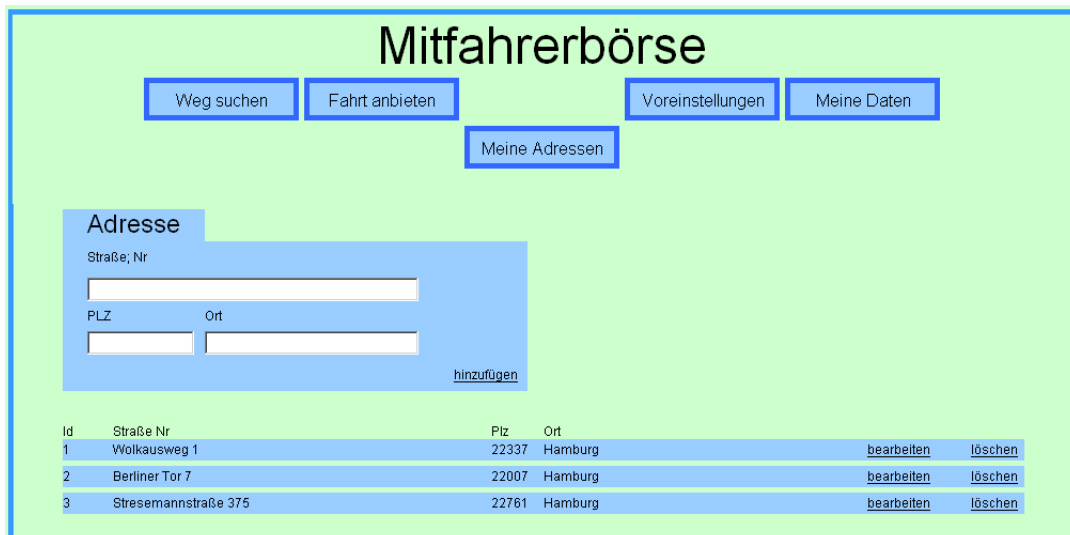 Mitfahrerbörse
Weg suchen Fahrt anbieten Voreinstellungen Meine Daten
Meine Adressen
Adresse
Straße; Nr
PLZ Ort
hinzufügen
Id Straße Nr Plz Ort
1 Wolkausweg 1 22337 Hamburg bearbeiten löschen
2 Berliner Tor 7 22007 Hamburg bearbeiten löschen
3 Stresemannstraße 375 22761 Hamburg bearbeiten löschen